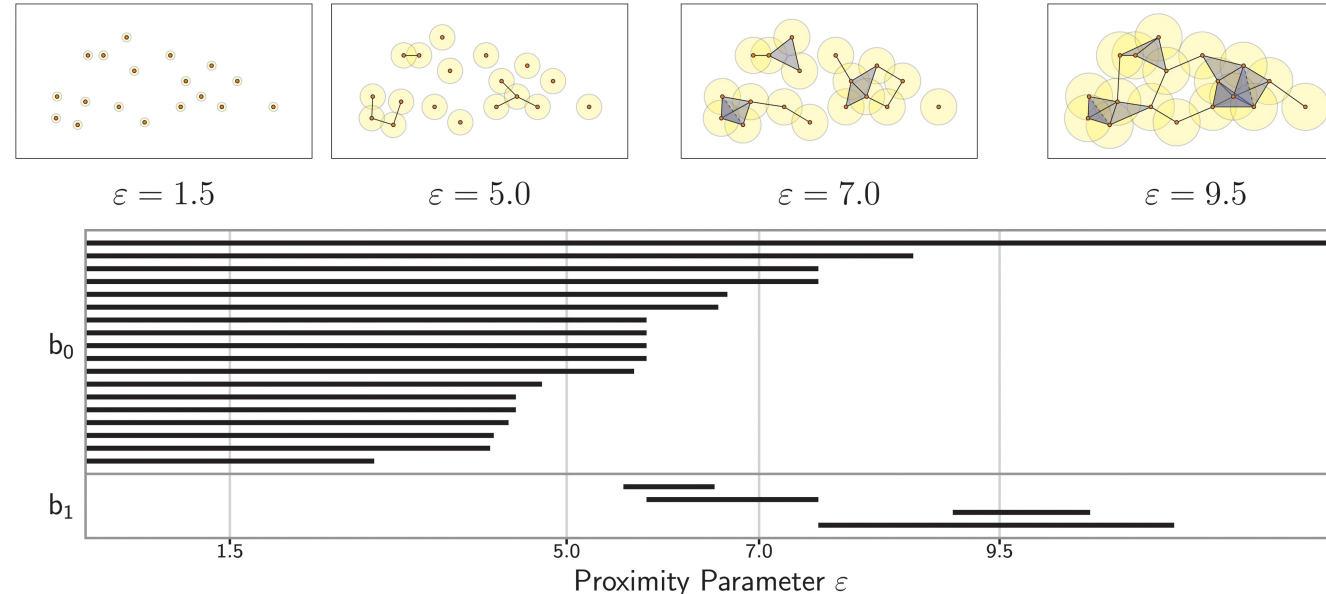 ε = 1.5
ε = 5.0
ε = 7.0
ε = 9.5
b₀
b₁
1.5
5.0
7.0
9.5
Proximity Parameter ε